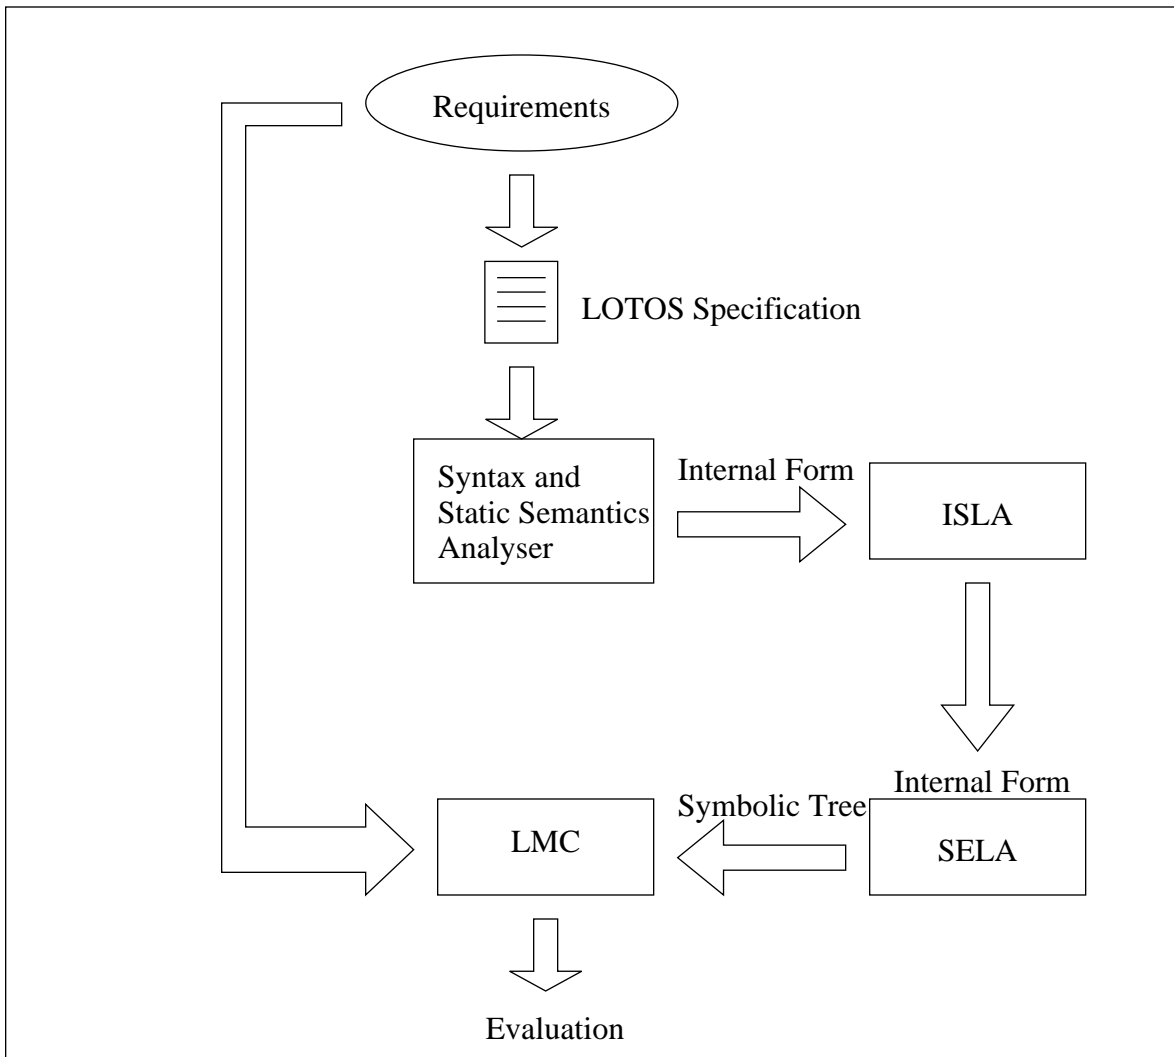 Requirements
LOTOS Specification
Syntax and
Static Semantics
Analyser
Internal Form
ISLA
Internal Form
Symbolic Tree
LMC
SELA
Evaluation